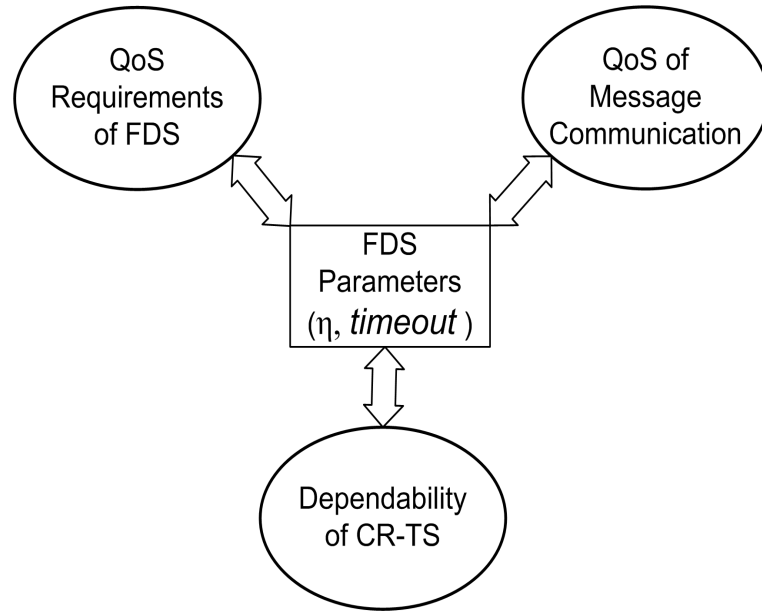 QoS
Requirements
of FDS
QoS of
Message
Communication
FDS
Parameters
(η, timeout )
Dependability
of CR-TS